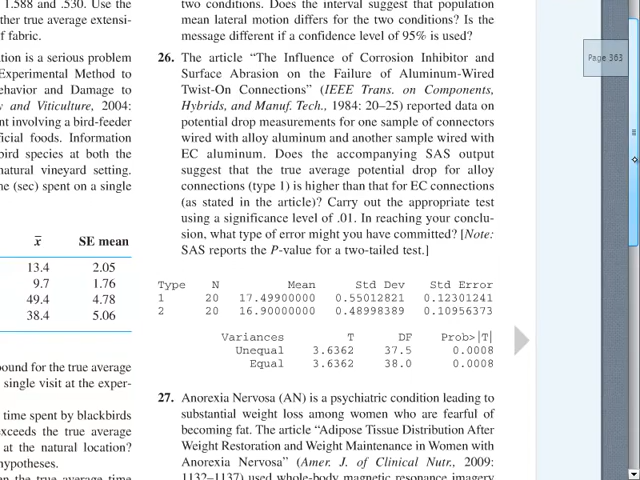 1.588 and .530. Use the
ther true average extensi-
f fabric.
ation is a serious problem
Experimental Method to
ehavior and Damage to
y and Viticulture, 2004:
nt involving a bird-feeder
ficial foods. Information
bird species at both the
natural vineyard setting.
ne (sec) spent on a single
x̄ SE mean
13.4 2.05
9.7 1.76
49.4 4.78
38.4 5.06
ound for the true average
single visit at the exper-
time spent by blackbirds
xceeds the true average
at the natural location?
hypotheses.
en the true average time
two conditions. Does the interval suggest that population
mean lateral motion differs for the two conditions? Is the
message different if a confidence level of 95% is used?
26. The article “The Influence of Corrosion Inhibitor and
Surface Abrasion on the Failure of Aluminum-Wired
Twist-On Connections” (IEEE Trans. on Components,
Hybrids, and Manuf. Tech., 1984: 20–25) reported data on
potential drop measurements for one sample of connectors
wired with alloy aluminum and another sample wired with
EC aluminum. Does the accompanying SAS output
suggest that the true average potential drop for alloy
connections (type 1) is higher than that for EC connections
(as stated in the article)? Carry out the appropriate test
using a significance level of .01. In reaching your conclu-
sion, what type of error might you have committed? [Note:
SAS reports the P-value for a two-tailed test.]
Type N Mean Std Dev Std Error
1 20 17.49900000 0.55012821 0.12301241
2 20 16.90000000 0.48998389 0.10956373
Variances T DF Prob>|T|
Unequal 3.6362 37.5 0.0008
Equal 3.6362 38.0 0.0008
27. Anorexia Nervosa (AN) is a psychiatric condition leading to
substantial weight loss among women who are fearful of
becoming fat. The article “Adipose Tissue Distribution After
Weight Restoration and Weight Maintenance in Women with
Anorexia Nervosa” (Amer. J. of Clinical Nutr., 2009:
1132–1137) used whole-body magnetic resonance imagery
Page 363